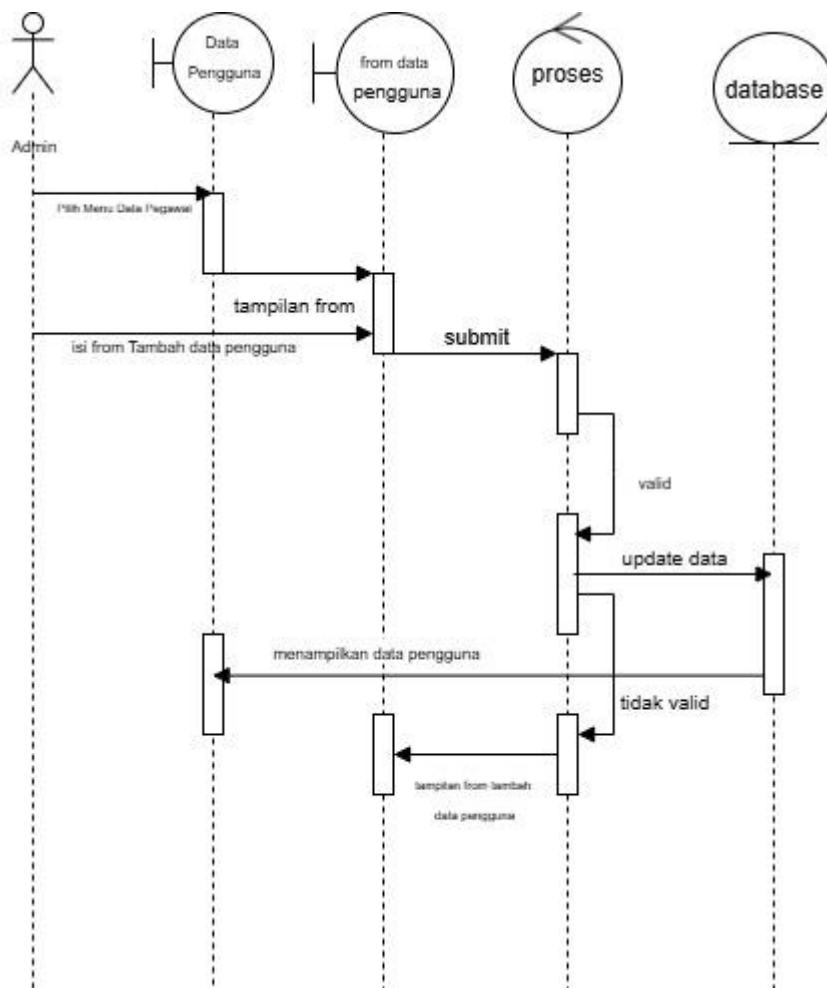 Data
Pengguna
from data
pengguna
proses
database
Admin
Pilih Menu Data Pegawai
tampilan from
isi from Tambah data pengguna
submit
valid
update data
menampilkan data pengguna
tidak valid
tampilan from tambah
data pengguna